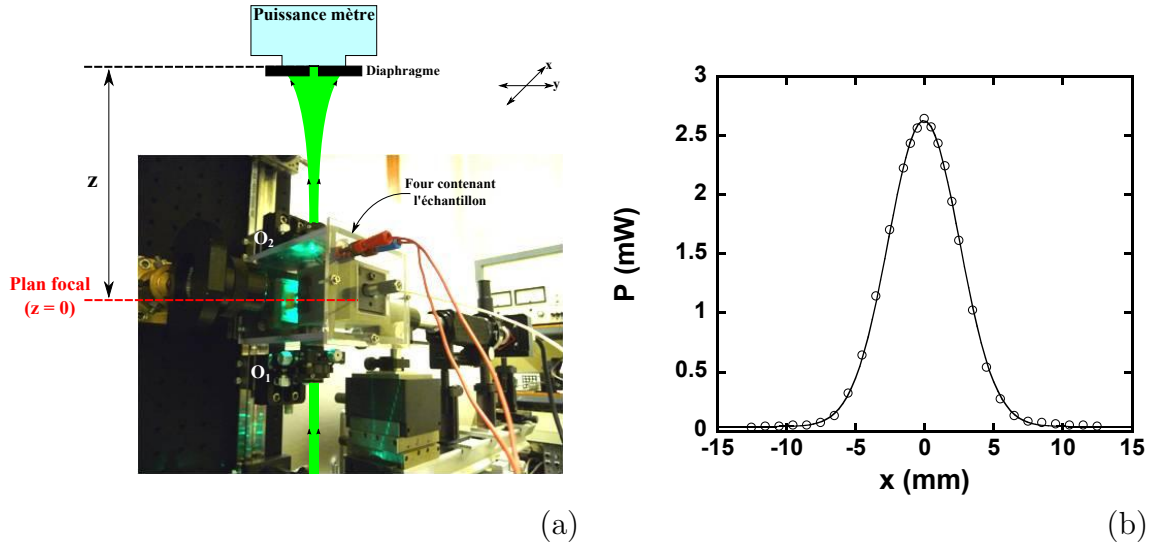 Puissance mètre
Diaphragme
x
y
z
Four contenant
l'échantillon
O2
Plan focal
(z = 0)
O1
(a)
3
2.5
2
1.5
1
0.5
0
P (mW)
-15
-10
-5
0
5
10
15
x (mm)
(b)